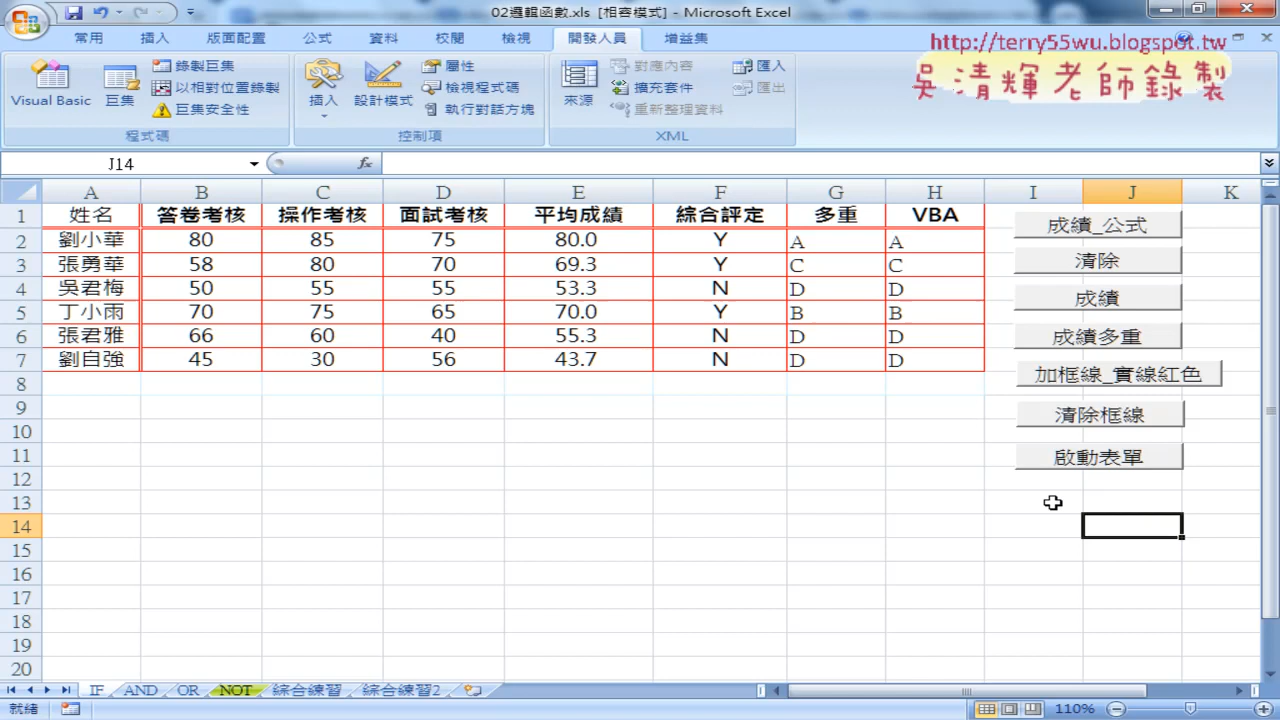 02邏輯函數.xls [相容模式] - Microsoft Excel
常用 插入 版面配置 公式 資料 校閱 檢視 開發人員 增益集
http://terry55wu.blogspot.tw
吳清輝老師錄製
Visual Basic 巨集 錄製巨集 以相對位置錄製 巨集安全性
程式碼
插入 設計模式 屬性 檢視程式碼 執行對話方塊
控制項
來源 對應內容 擴充套件 重新整理資料 匯入 匯出
XML
J14 fx
A B C D E F G H I J K
1 姓名 答卷考核 操作考核 面試考核 平均成績 綜合評定 多重 VBA
2 劉小華 80 85 75 80.0 Y A A
3 張勇華 58 80 70 69.3 Y C C
4 吳君梅 50 55 55 53.3 N D D
5 丁小雨 70 75 65 70.0 Y B B
6 張君雅 66 60 40 55.3 N D D
7 劉自強 45 30 56 43.7 N D D
8
9
10
11
12
13
14
15
16
17
18
19
20
成績_公式
清除
成績
成績多重
加框線_實線紅色
清除框線
啟動表單
IF AND OR NOT 綜合練習 綜合練習2
就緒 110%